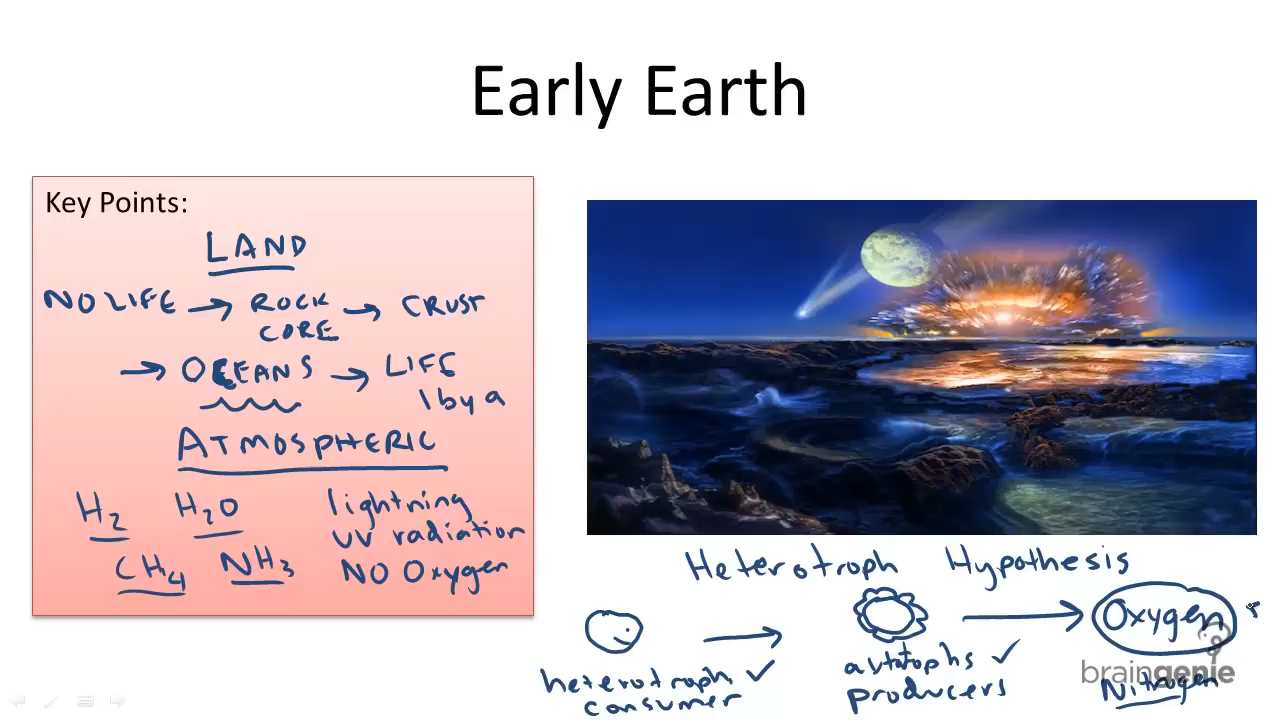 Early Earth
Key Points:
LAND
NO LIFE → ROCK CORE → CRUST
→ OCEANS → LIFE
1 by a
ATMOSPHERIC
H2 H2O lightning
UV radiation
CH4 NH3 NO Oxygen
Heterotroph Hypothesis
Oxygen
heterotroph ✓ autotophs ✓
consumer producers
braingenie
Nitrogen